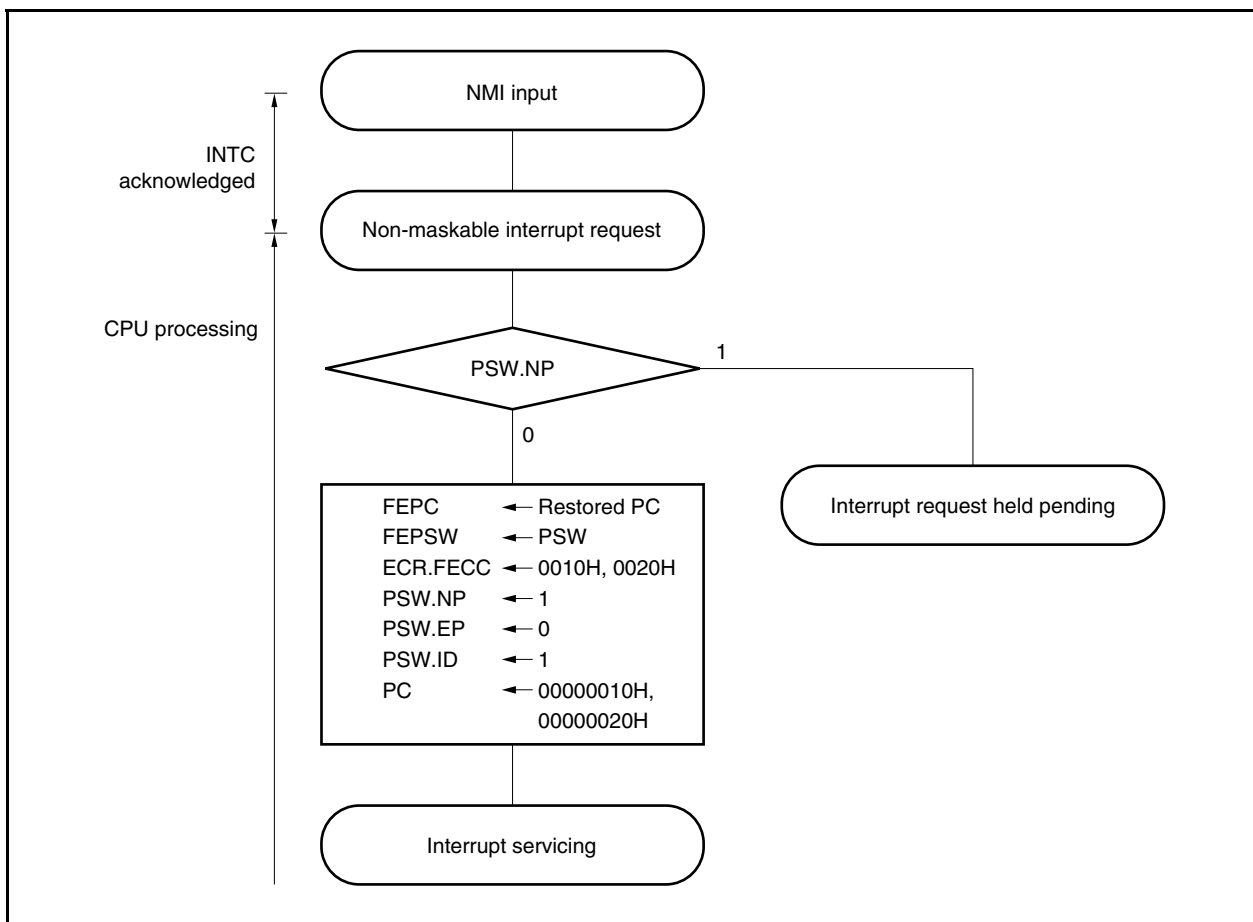 NMI input
INTC
acknowledged
Non-maskable interrupt request
CPU processing
PSW.NP
1
0
FEPC ← Restored PC
FEPSW ← PSW
ECR.FECC ← 0010H, 0020H
PSW.NP ← 1
PSW.EP ← 0
PSW.ID ← 1
PC ← 00000010H,
00000020H
Interrupt request held pending
Interrupt servicing